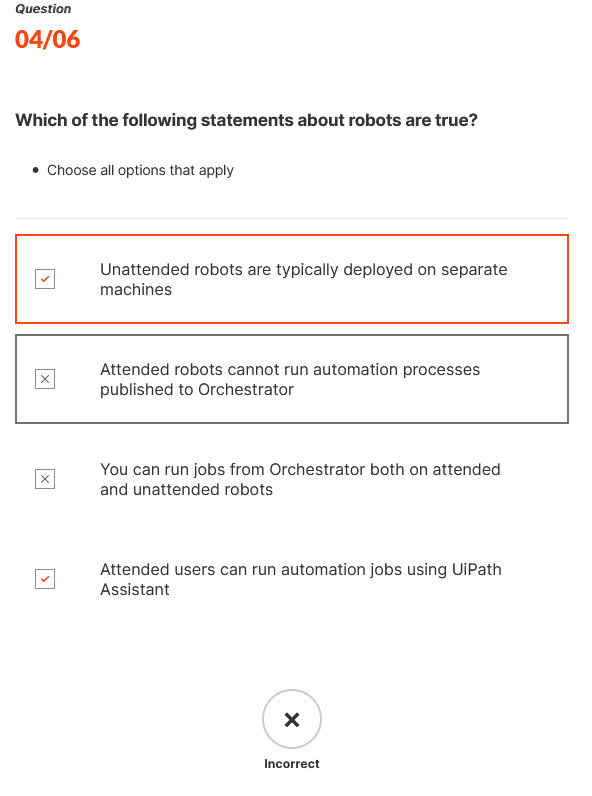 Question
04/06
Which of the following statements about robots are true?
• Choose all options that apply
Unattended robots are typically deployed on separate
machines
Attended robots cannot run automation processes
published to Orchestrator
You can run jobs from Orchestrator both on attended
and unattended robots
Attended users can run automation jobs using UiPath
Assistant
Incorrect